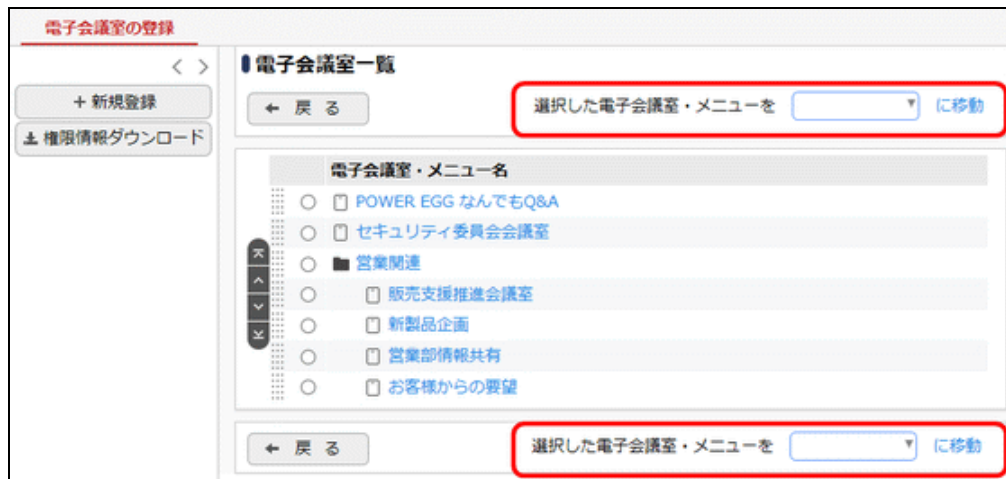 電子会議室の登録
電子会議室一覧
+ 新規登録
権限情報ダウンロード
← 戻る
選択した電子会議室・メニューを に移動
電子会議室・メニュー名
POWER EGG なんでもQ&A
セキュリティ委員会会議室
営業関連
販売支援推進会議室
新製品企画
営業部情報共有
お客様からの要望
← 戻る
選択した電子会議室・メニューを に移動